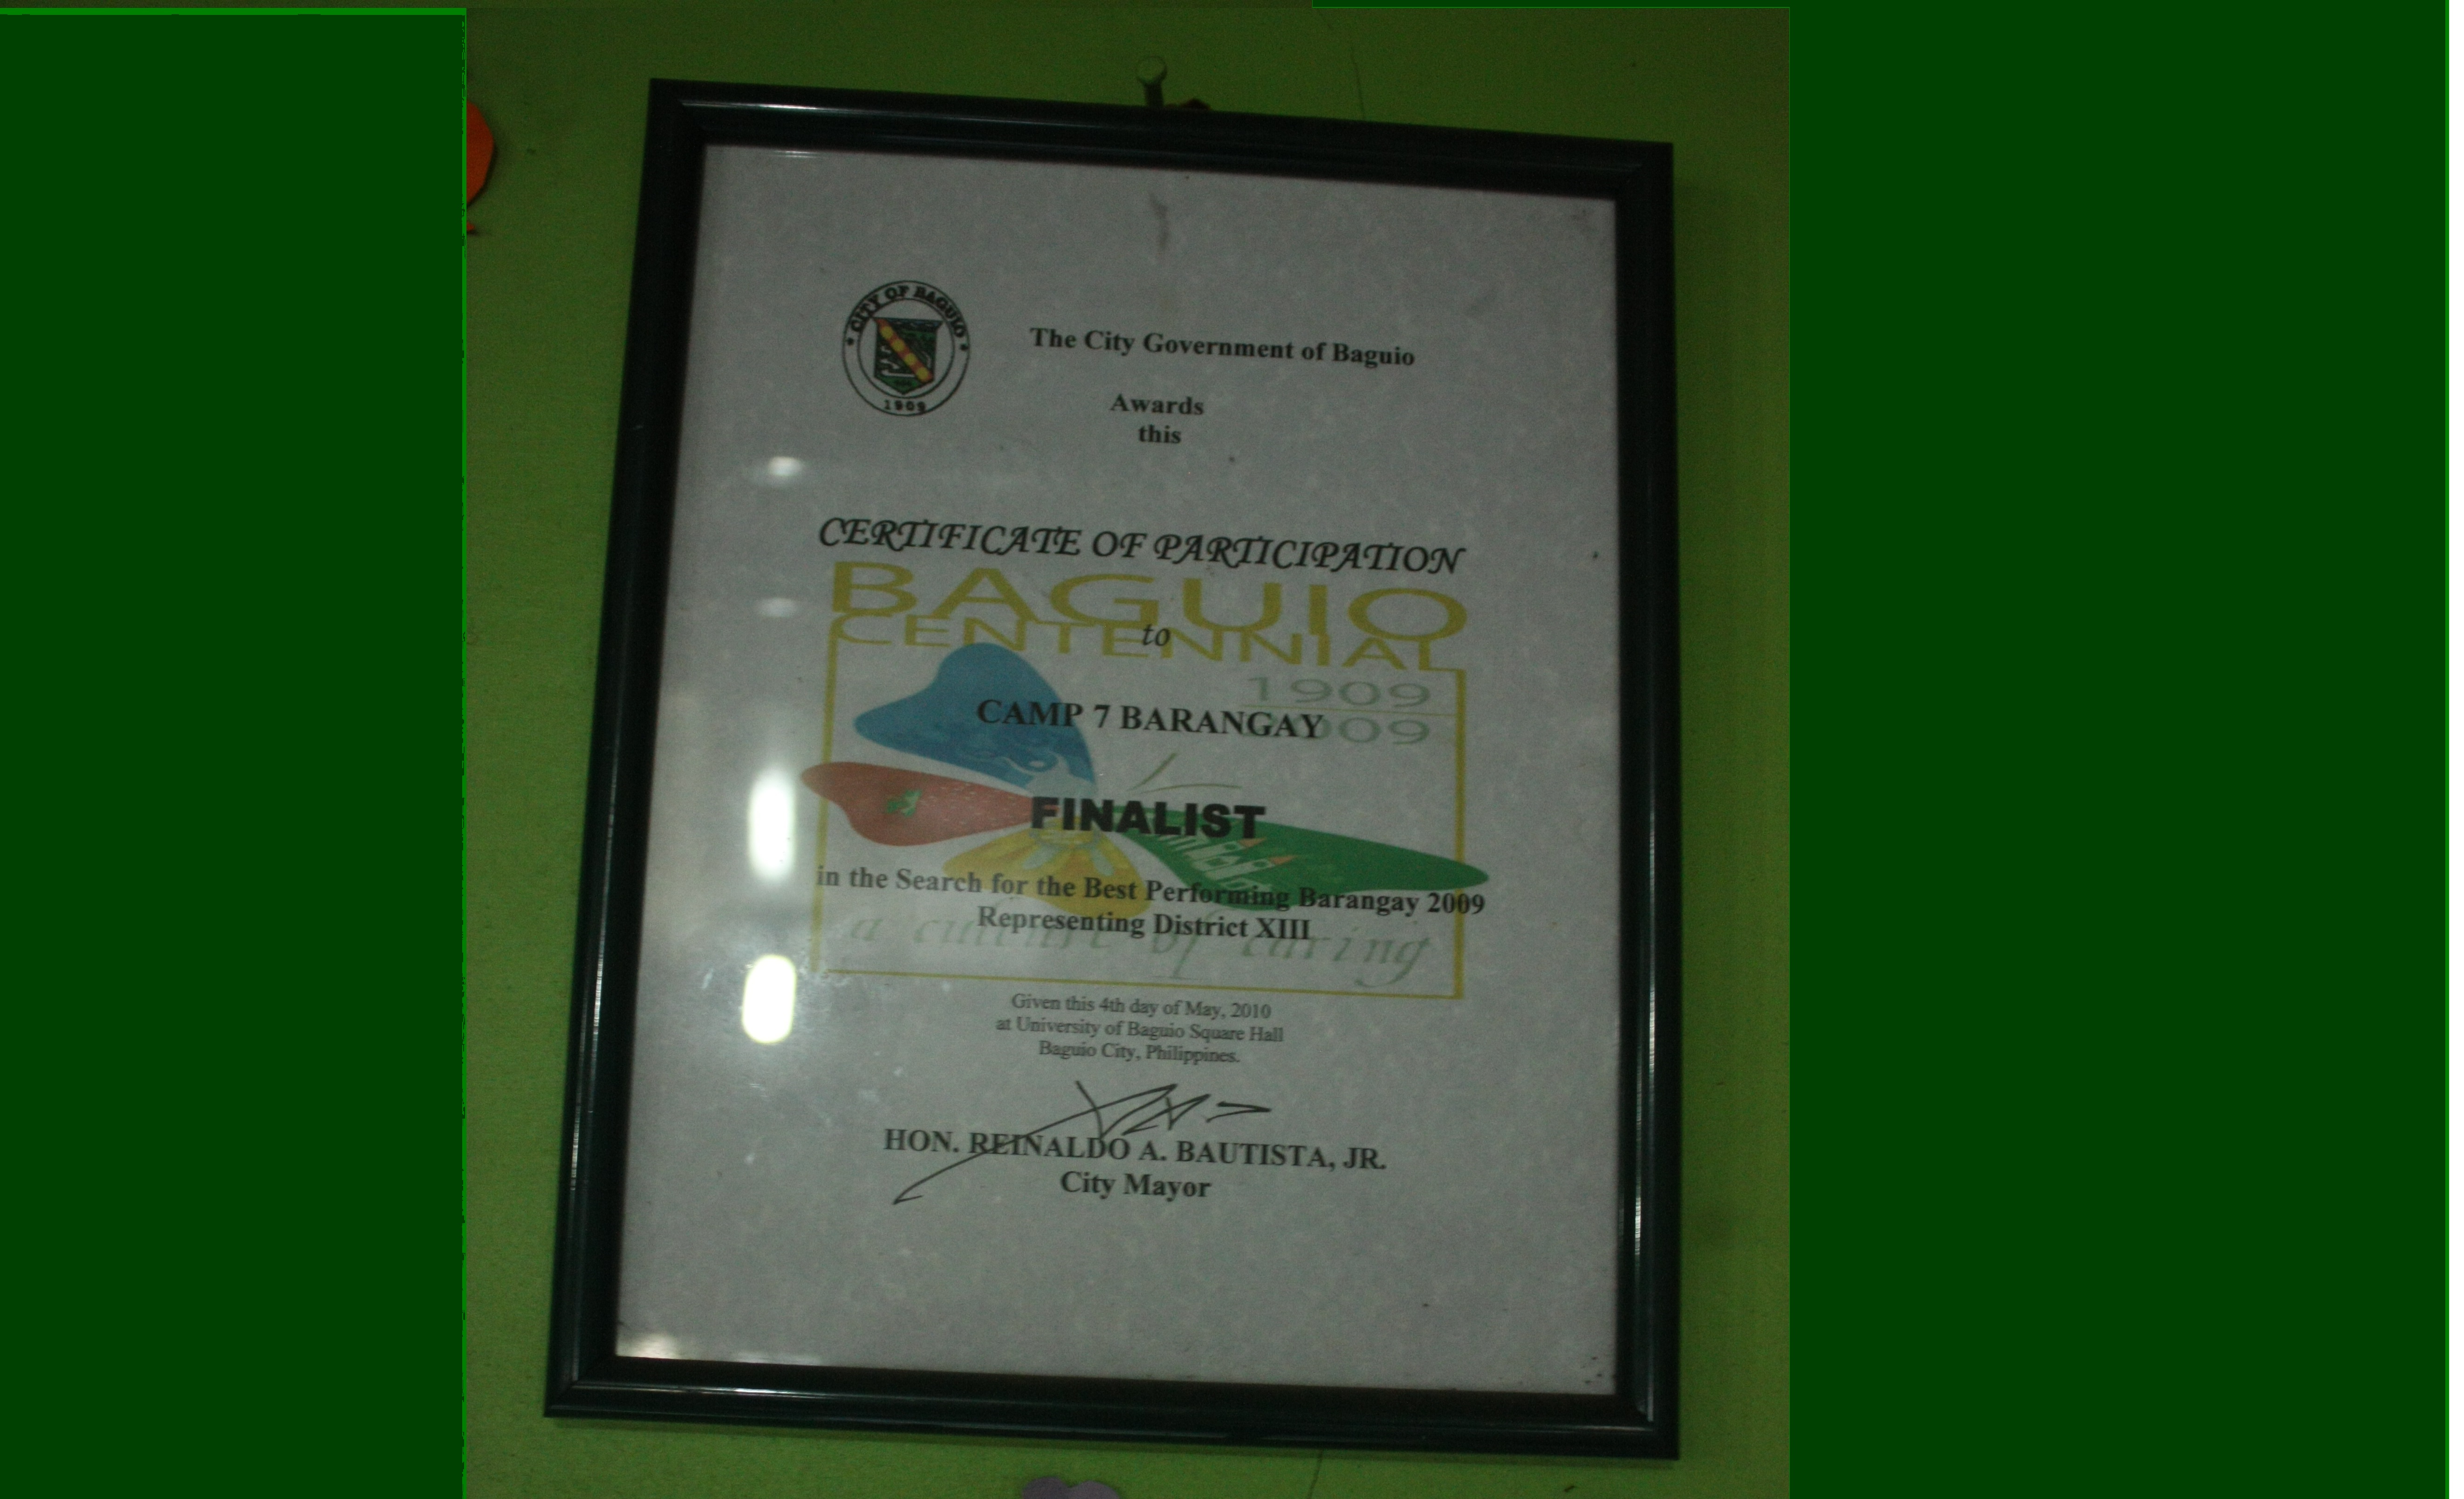 CITY OF BAGUIO
1909
The City Government of Baguio
Awards
this
CERTIFICATE OF PARTICIPATION
BAGUIO
CENTENNIAL
to
1909
2009
CAMP 7 BARANGAY
FINALIST
in the Search for the Best Performing Barangay 2009
Representing District XIII
a culture of caring
Given this 4th day of May, 2010
at University of Baguio Square Hall
Baguio City, Philippines.
HON. REINALDO A. BAUTISTA, JR.
City Mayor